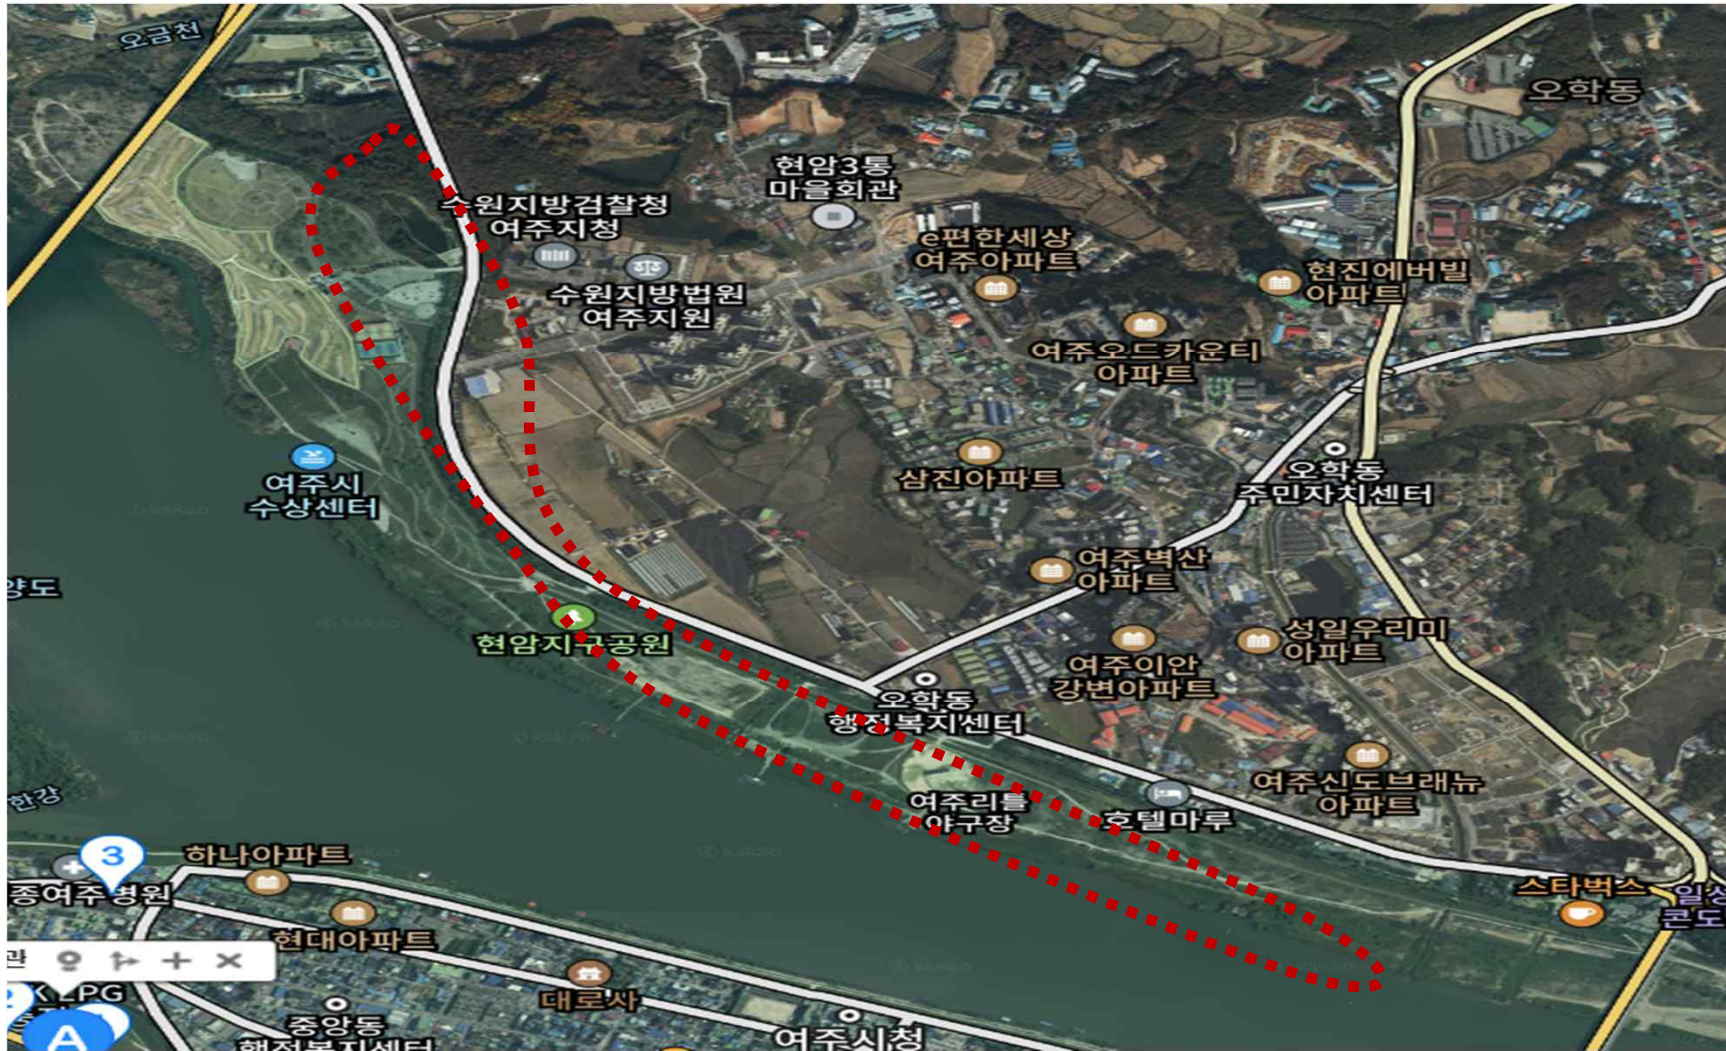 오금천
오학동
현암3통
마을회관
수원지방검찰청
여주지청
e편한세상
여주아파트
수원지방법원
여주지원
현진에버빌
아파트
여주오드카운티
아파트
삼진아파트
오학동
주민자치센터
여주시
수상센터
여주벽산
아파트
양도
현암지구공원
성일우리미
아파트
여주이안
강변아파트
오학동
행정복지센터
여주신도브래뉴
아파트
한강
여주리틀
야구장
호텔마루
3
하나아파트
종여주병원
스타벅스
일성
콘도
현대아파트
관
LPG
대로사
A
중앙동
행정복지센터
여주시청
kakao
kakao
kakao
kakao
kakao
kakao